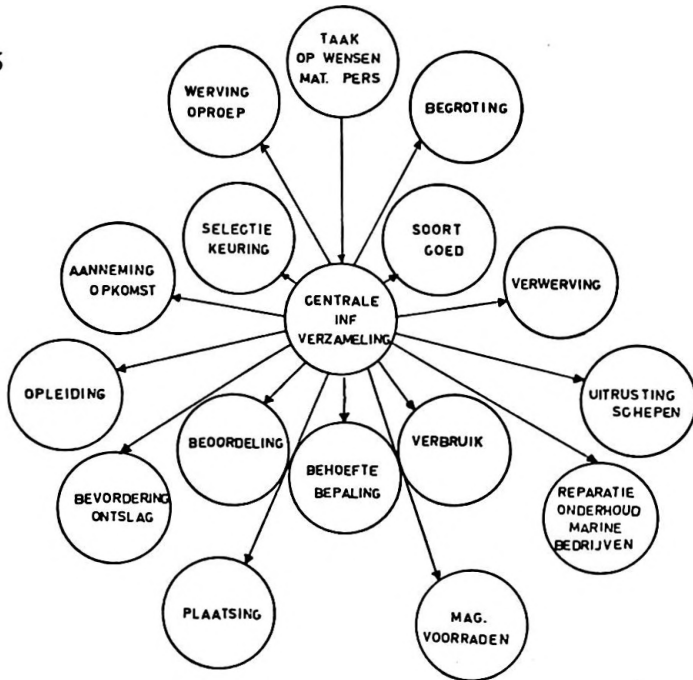 5
TAAK
OP WENSEN
MAT. PERS
WERVING
OPROEP
BEGROTING
SELECTIE
KEURING
SOORT
GOED
AANNEMING
OPKOMST
CENTRALE
INF
VERZAMELING
VERWERVING
OPLEIDING
UITRUSTING
SCHEPEN
BEOORDELING
VERBRUIK
BEHOEFTE
BEPALING
BEVORDERING
ONTSLAG
REPARATIE
ONDERHOUD
MARINE
BEDRIJVEN
PLAATSING
MAG.
VOORRADEN